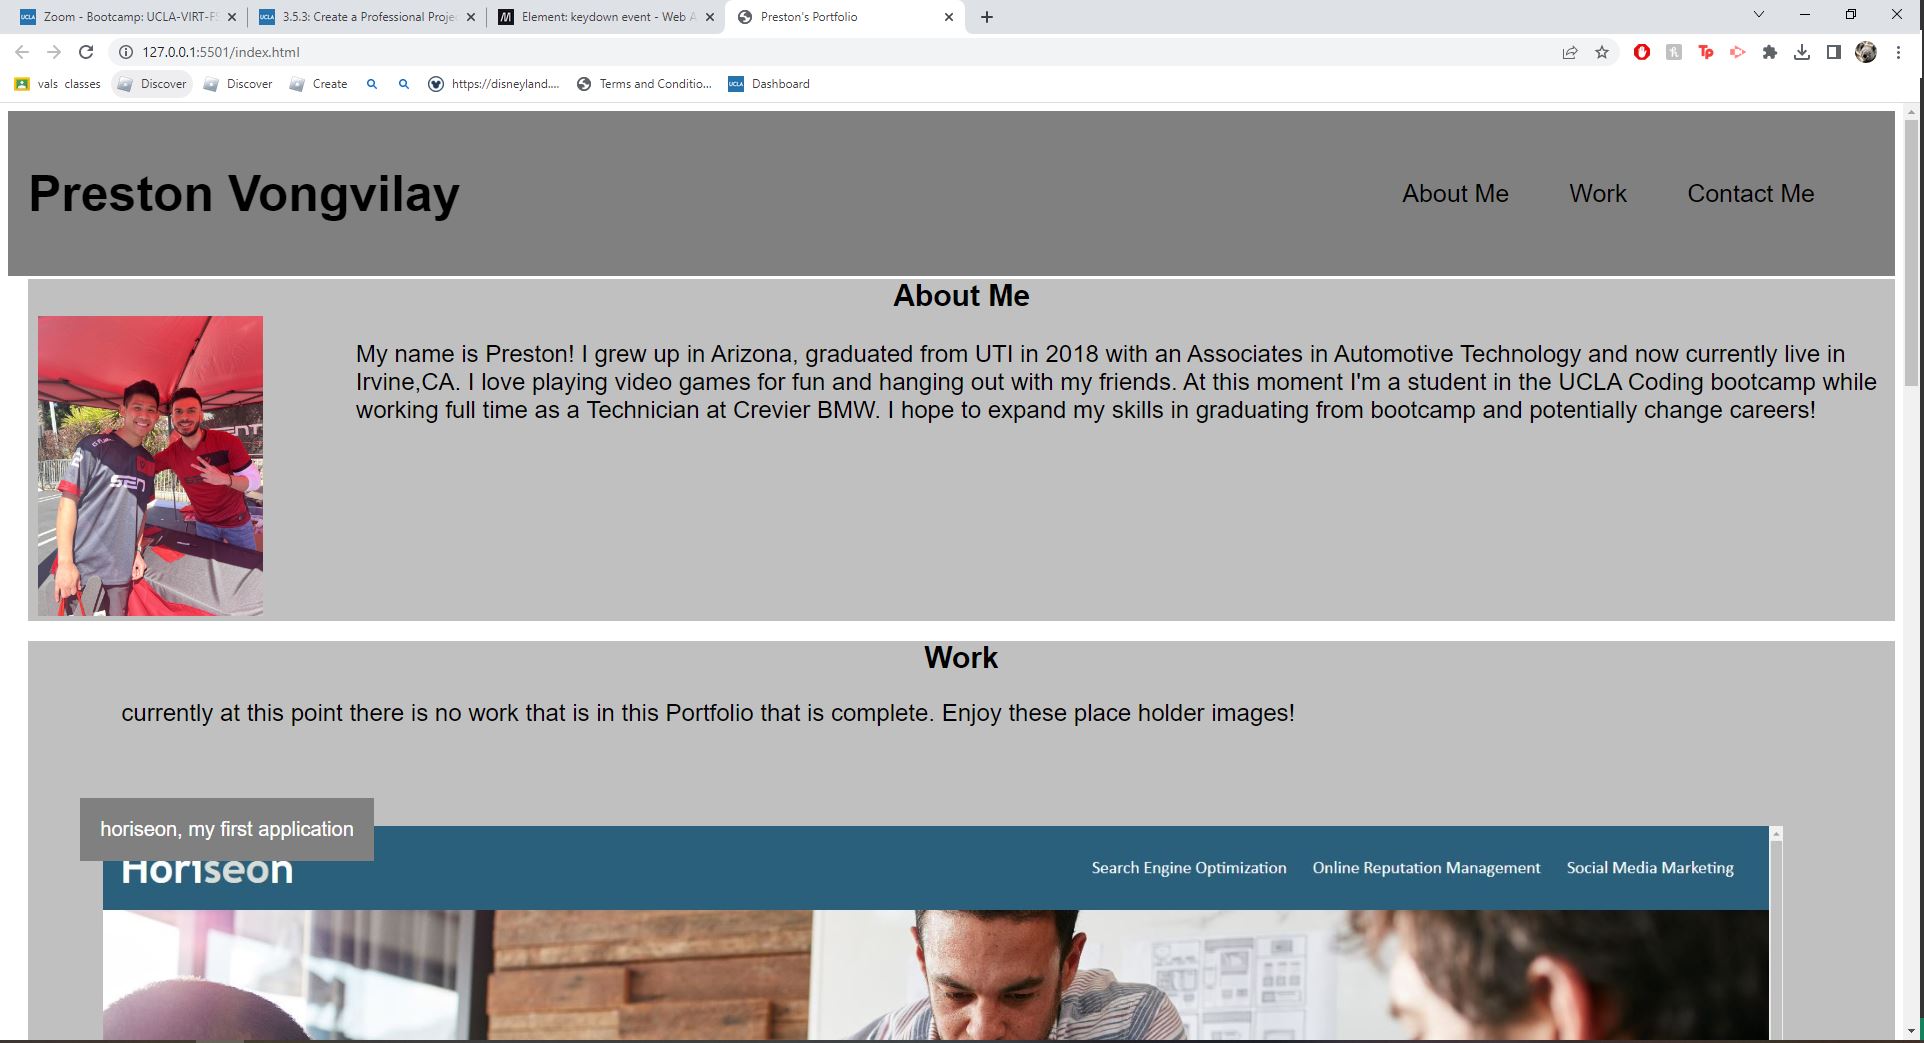 Zoom - Bootcamp: UCLA-VIRT-FS
3.5.3: Create a Professional Proje
Element: keydown event - Web A
Preston's Portfolio
127.0.0.1:5501/index.html
vals classes
Discover
Discover
Create
https://disneyland....
Terms and Conditio...
UCLA
Dashboard
Preston Vongvilay
About Me
Work
Contact Me
About Me
My name is Preston! I grew up in Arizona, graduated from UTI in 2018 with an Associates in Automotive Technology and now currently live in
Irvine,CA. I love playing video games for fun and hanging out with my friends. At this moment I'm a student in the UCLA Coding bootcamp while
working full time as a Technician at Crevier BMW. I hope to expand my skills in graduating from bootcamp and potentially change careers!
SEN
Work
currently at this point there is no work that is in this Portfolio that is complete. Enjoy these place holder images!
horiseon, my first application
Horiseon
Search Engine Optimization
Online Reputation Management
Social Media Marketing